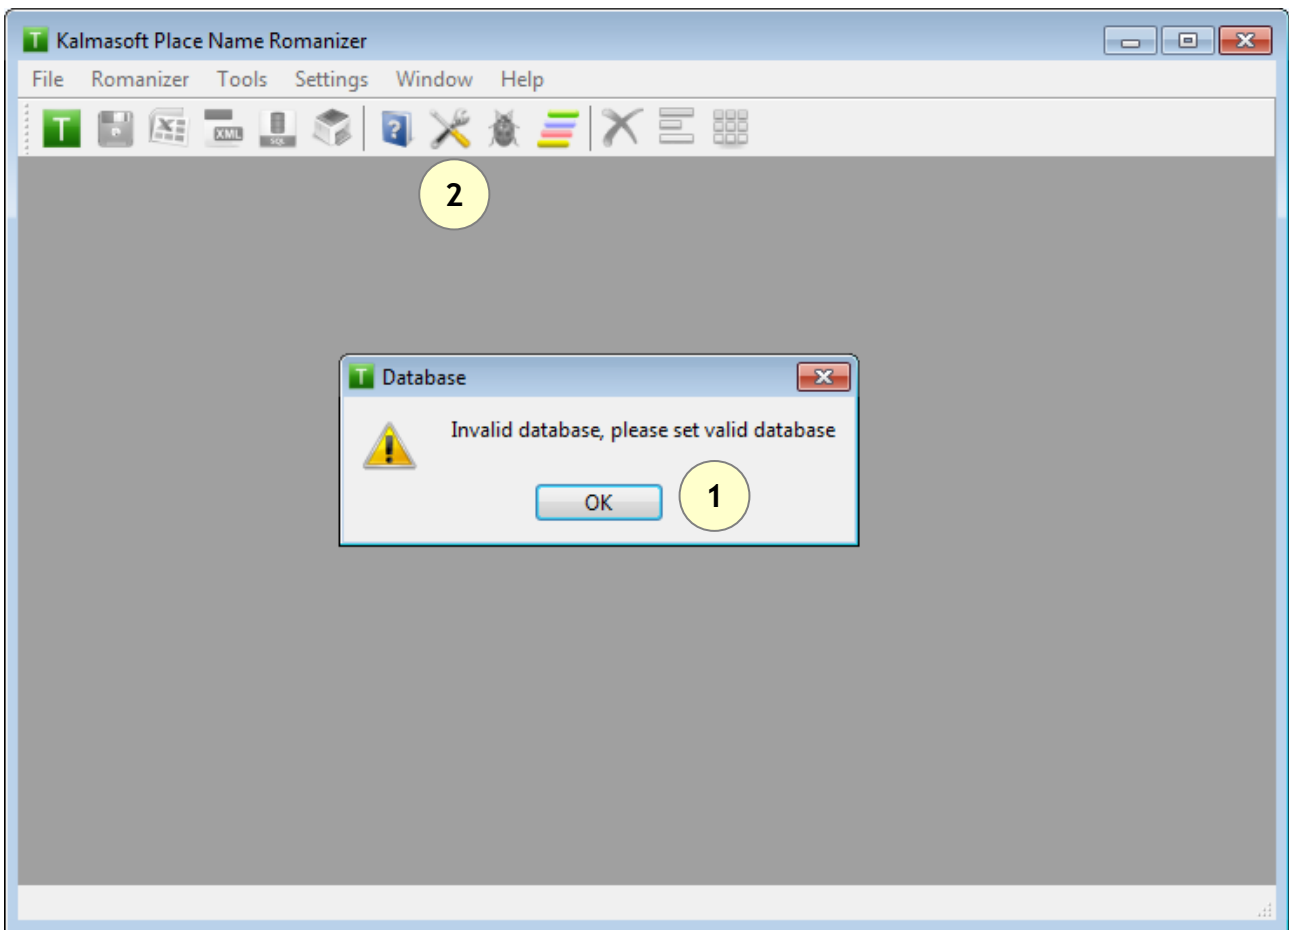 T Kalmasoft Place Name Romanizer
File Romanizer Tools Settings Window Help
T XML SQL ?
2
T Database
Invalid database, please set valid database
OK
1